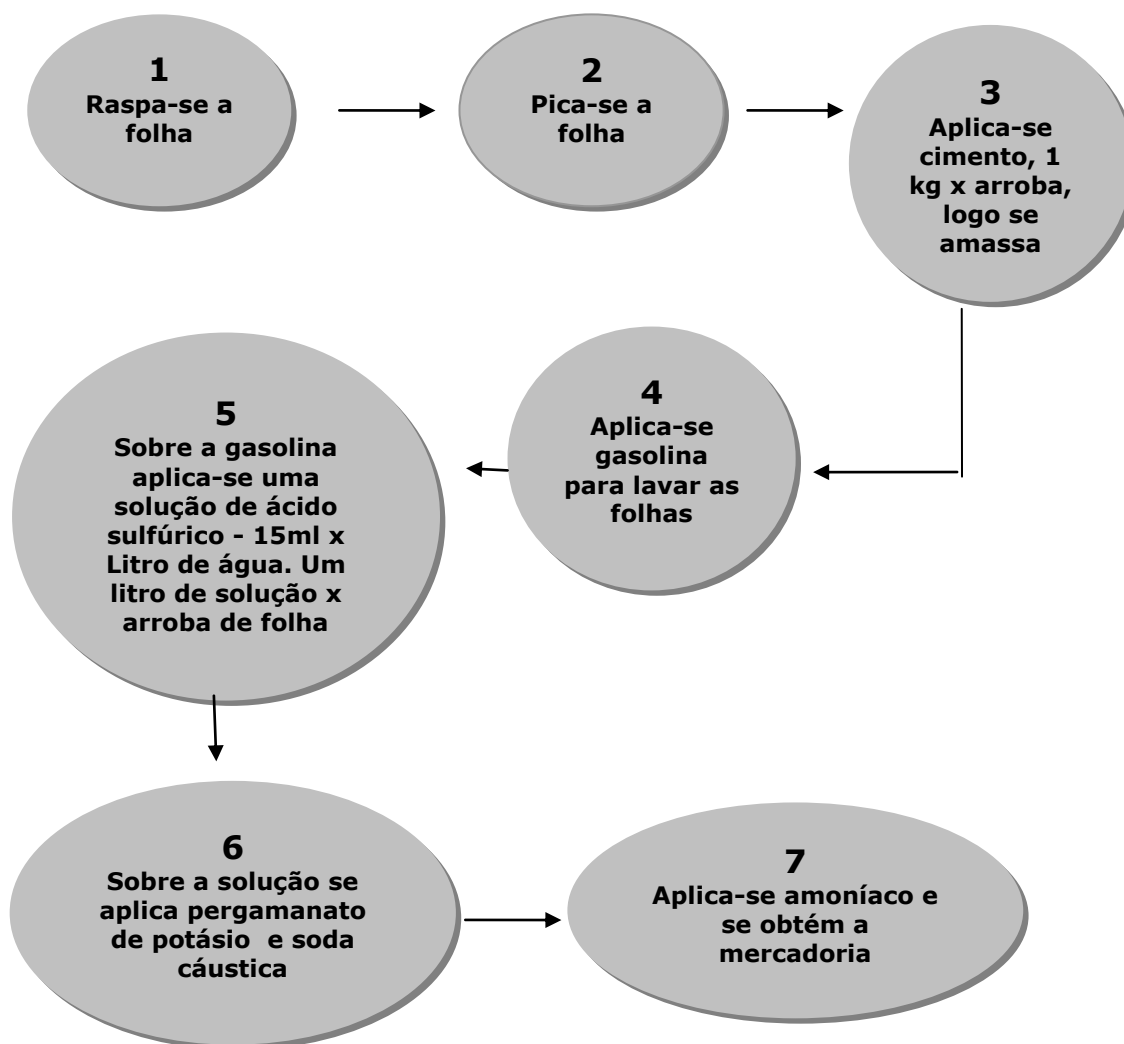 1
Raspa-se a
folha
2
Pica-se a
folha
3
Aplica-se
cimento, 1
kg x arroba,
logo se
amassa
4
Aplica-se
gasolina
para lavar as
folhas
5
Sobre a gasolina
aplica-se uma
solução de ácido
sulfúrico - 15ml x
Litro de água. Um
litro de solução x
arroba de folha
6
Sobre a solução se
aplica pergamanato
de potásio e soda
cáustica
7
Aplica-se amoníaco e
se obtém a
mercadoria